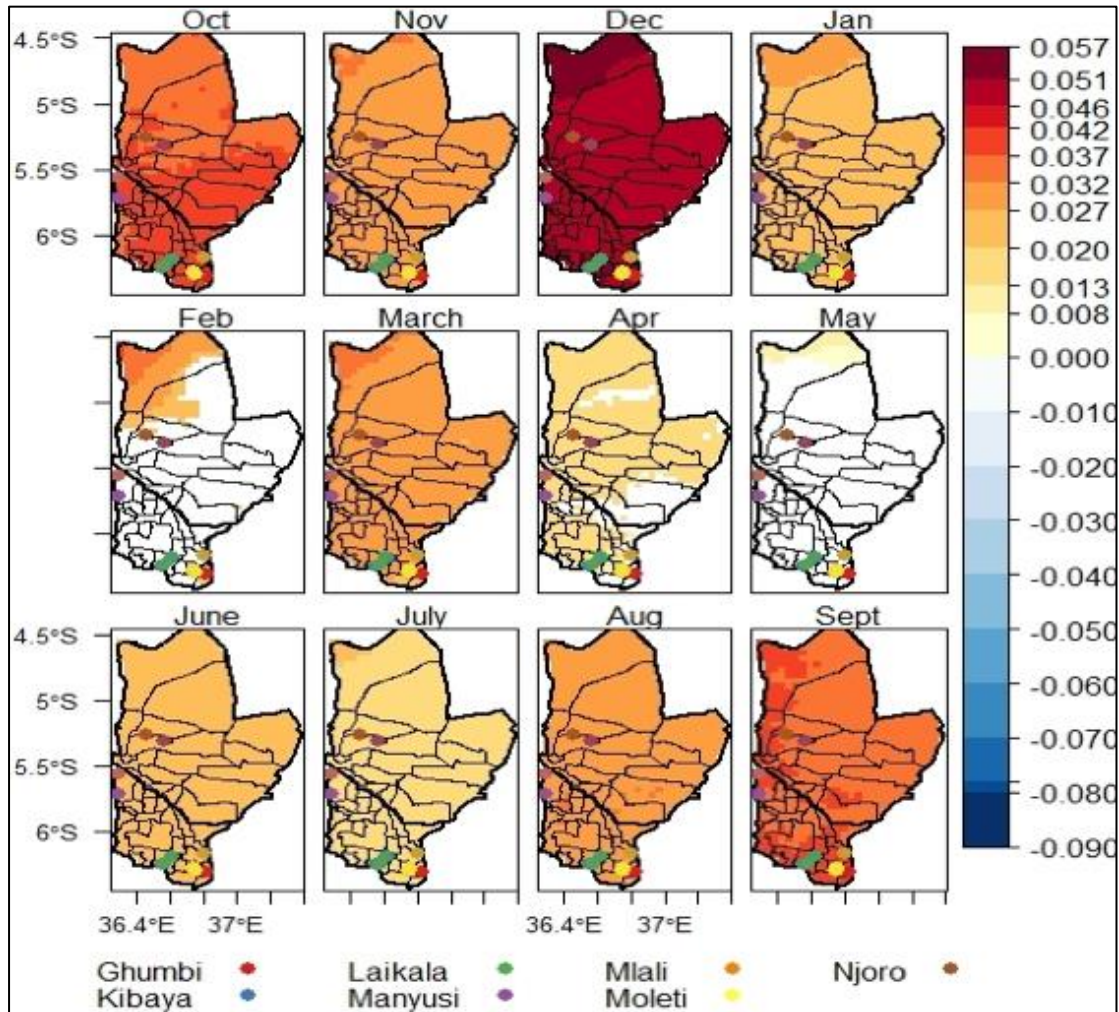 Oct Nov Dec Jan
4.5°S
5°S
5.5°S
6°S
0.057
0.051
0.046
0.042
0.037
0.032
0.027
0.020
0.013
0.008
0.000
-0.010
-0.020
-0.030
-0.040
-0.050
-0.060
-0.070
-0.080
-0.090
Feb March Apr May
June July Aug Sept
4.5°S
5°S
5.5°S
6°S
36.4°E 37°E 36.4°E 37°E
Ghumbi Laikala Mlali Njoro
Kibaya Manyusi Moleti